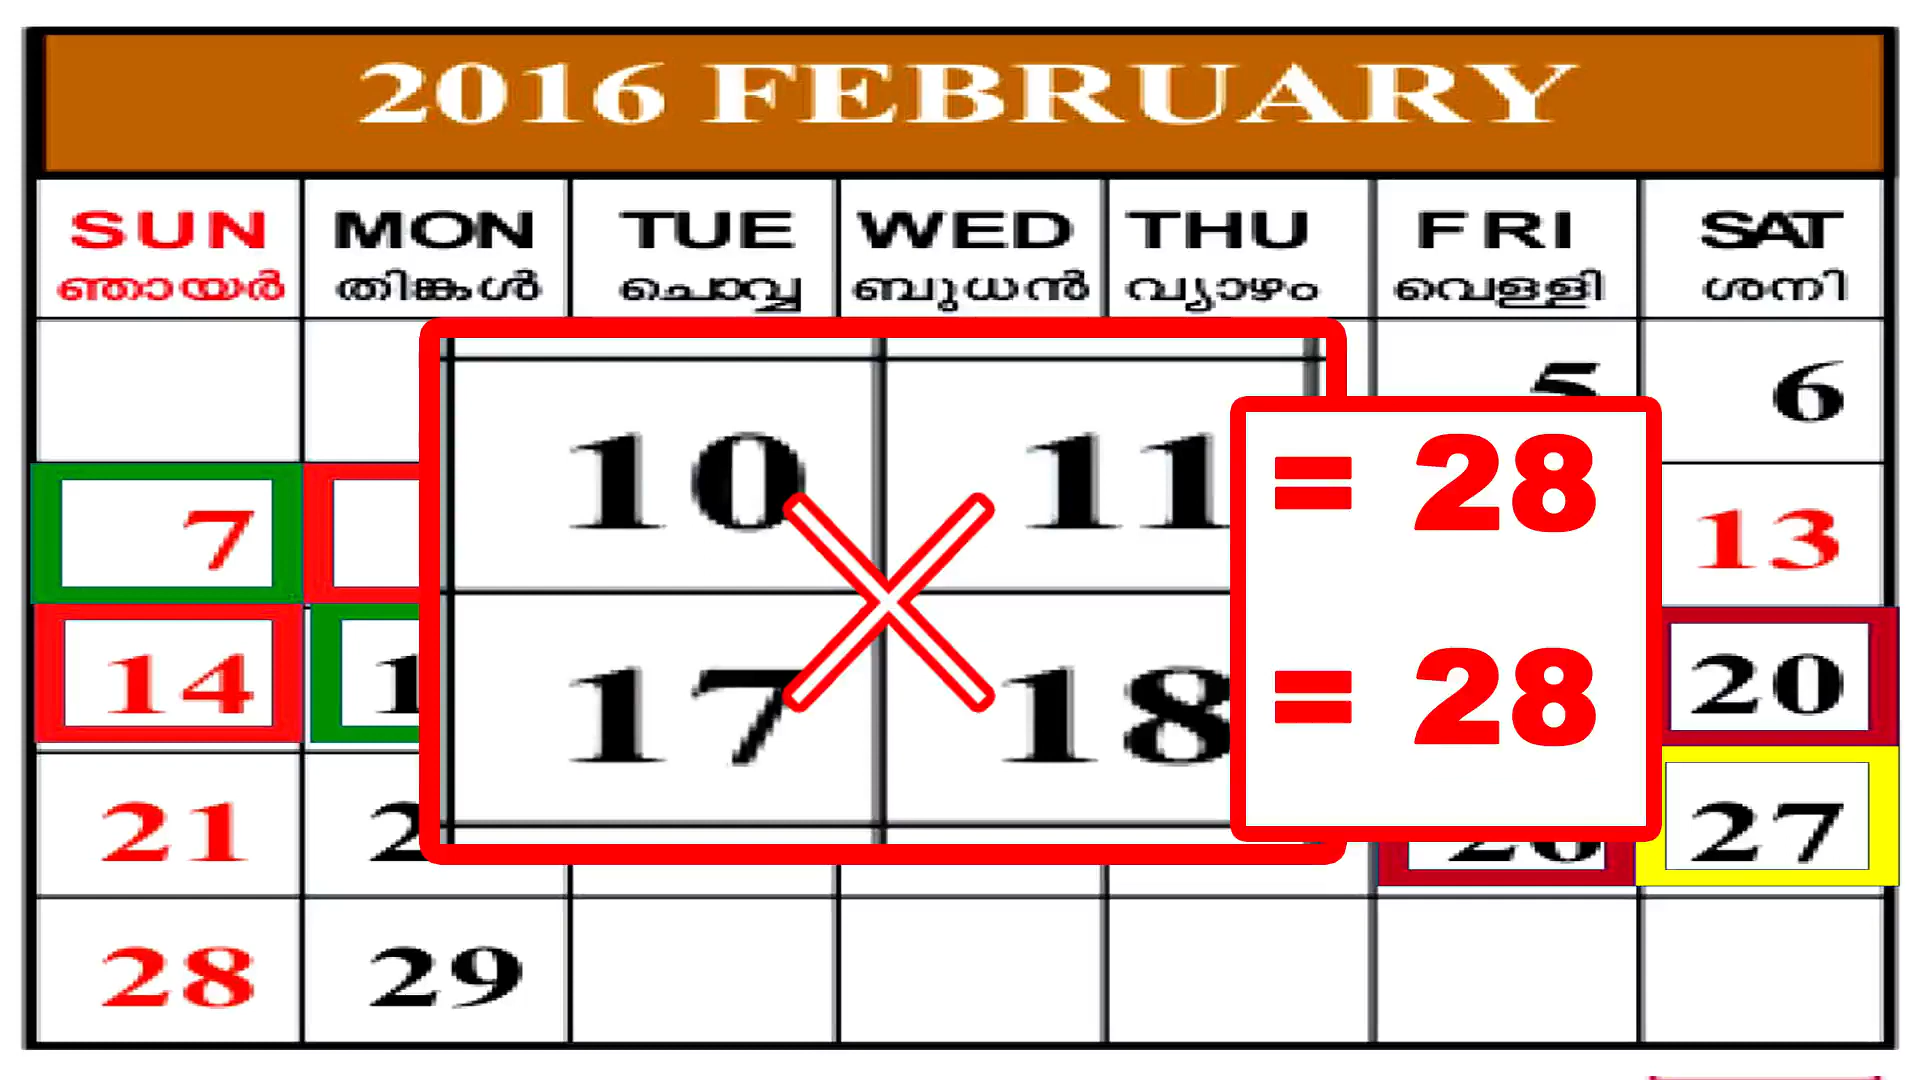 2016 FEBRUARY
SUN MON TUE WED THU FRI SAT
ഞായർ തിങ്കൾ ചൊവ്വ ബുധൻ വ്യാഴം വെള്ളി ശനി
5 6
10 11 = 28
7 13
17 18 = 28
14 20
21 26 27
28 29